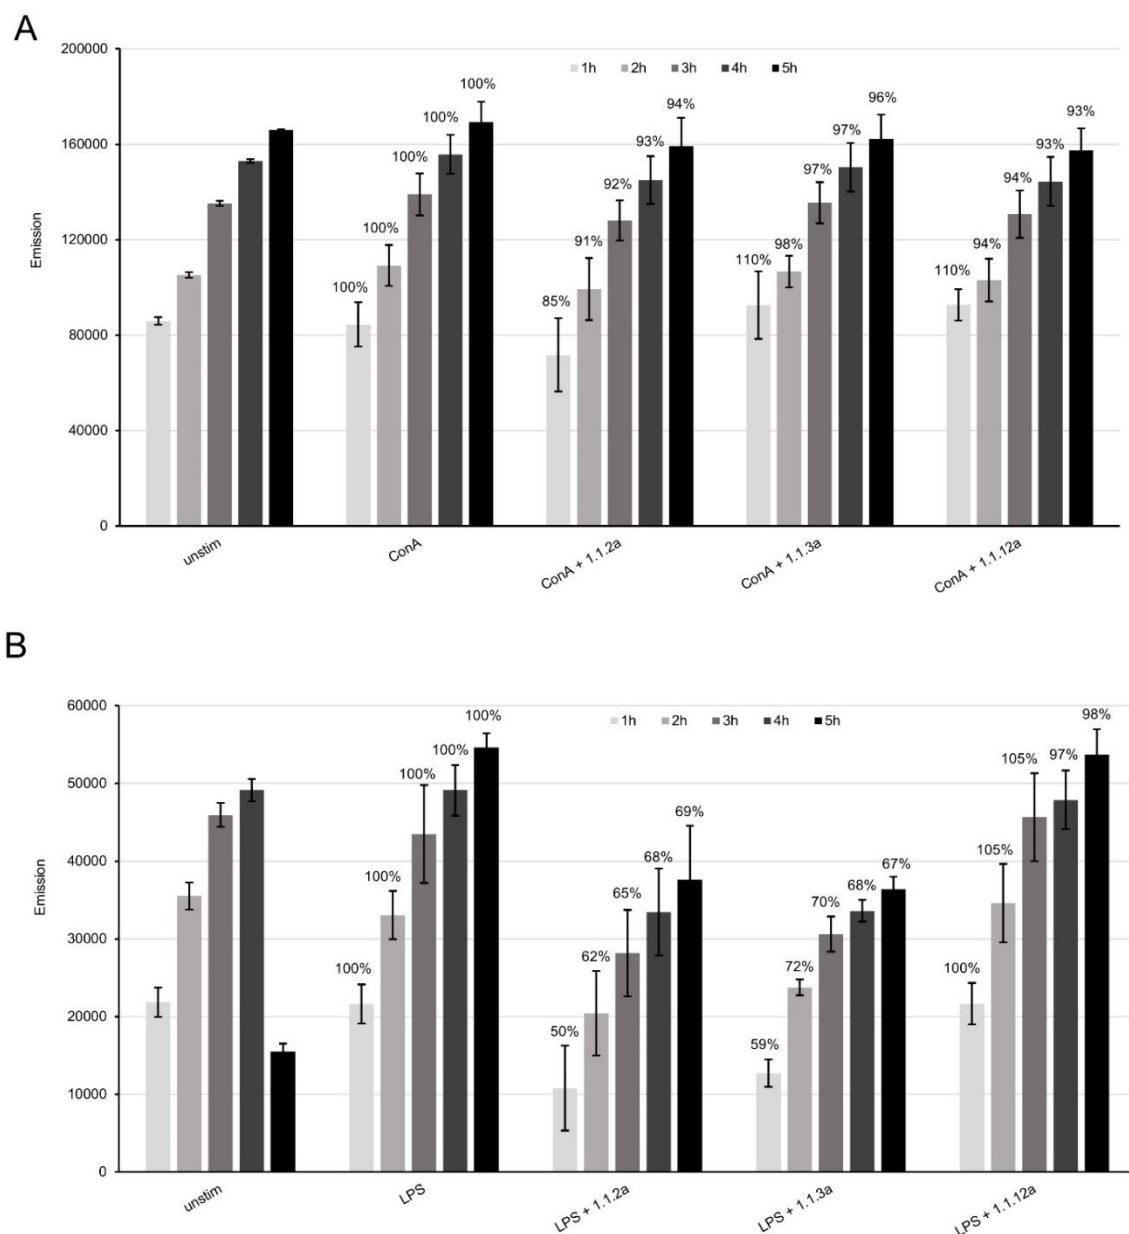 A
200000
160000
120000
80000
40000
0
Emission
1h 2h 3h 4h 5h
100% 100% 100% 100% 100%
85% 91% 92% 93% 94%
110% 98% 97% 97% 96%
110% 94% 94% 93% 93%
unstim
ConA
ConA + 1.1.2a
ConA + 1.1.3a
ConA + 1.1.12a
B
60000
50000
40000
30000
20000
10000
0
Emission
1h 2h 3h 4h 5h
100% 100% 100% 100% 100%
50% 62% 65% 68% 69%
59% 72% 70% 68% 67%
100% 105% 105% 97% 98%
unstim
LPS
LPS + 1.1.2a
LPS + 1.1.3a
LPS + 1.1.12a